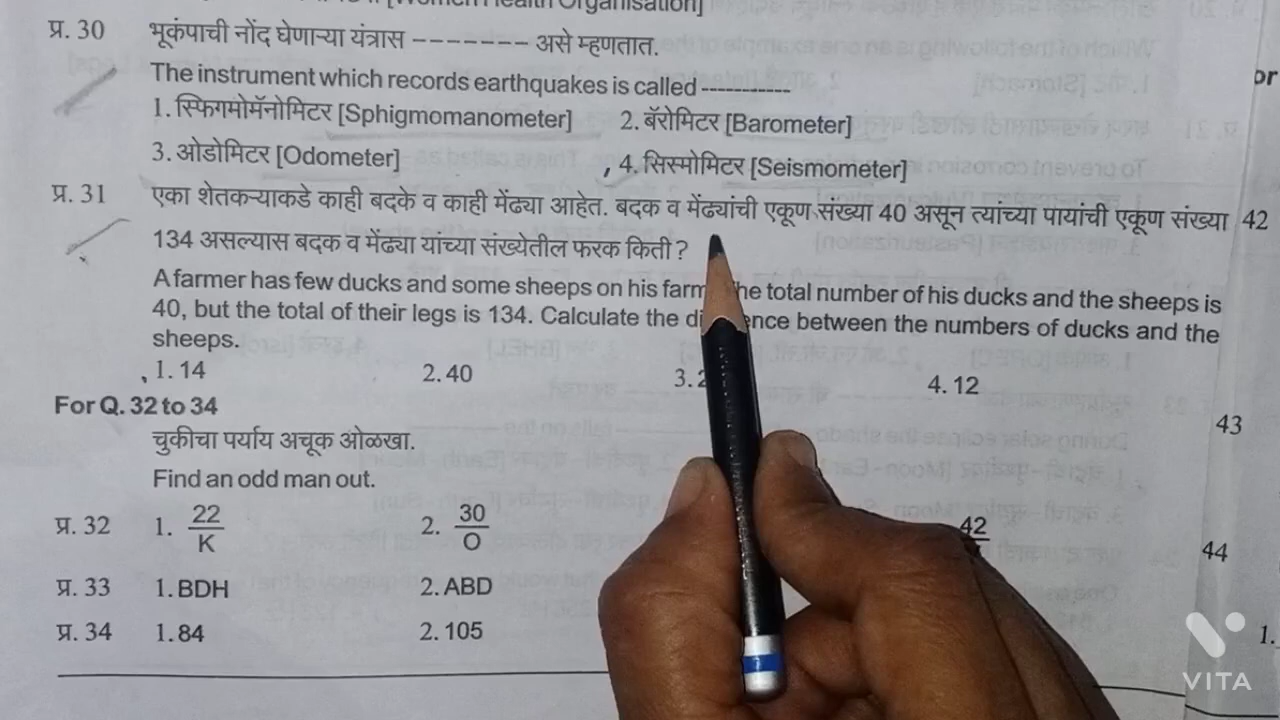 [Women Health Organisation]
प्र. 30 भूकंपाची नोंद घेणाऱ्या यंत्रास -------- असे म्हणतात.
The instrument which records earthquakes is called -----------
1. स्फिगमोमॅनोमिटर [Sphigmomanometer] 2. बॅरोमिटर [Barometer]
3. ओडोमिटर [Odometer] 4. सिस्मोमिटर [Seismometer]
प्र. 31 एका शेतकऱ्याकडे काही बदके व काही मेंढ्या आहेत. बदक व मेंढ्यांची एकूण संख्या 40 असून त्यांच्या पायांची एकूण संख्या
134 असल्यास बदक व मेंढ्या यांच्या संख्येतील फरक किती ?
A farmer has few ducks and some sheeps on his total number of his ducks and the sheeps is
40, but the total of their legs is 134. Calculate the between the numbers of ducks and the
sheeps.
1. 14 2. 40 3. 4. 12
For Q. 32 to 34
चुकीचा पर्याय अचूक ओळखा.
Find an odd man out.
प्र. 32 1. 22/K 2. 30/O 42
प्र. 33 1. BDH 2. ABD
प्र. 34 1. 84 2. 105
or
42
43
44
1.
VITA